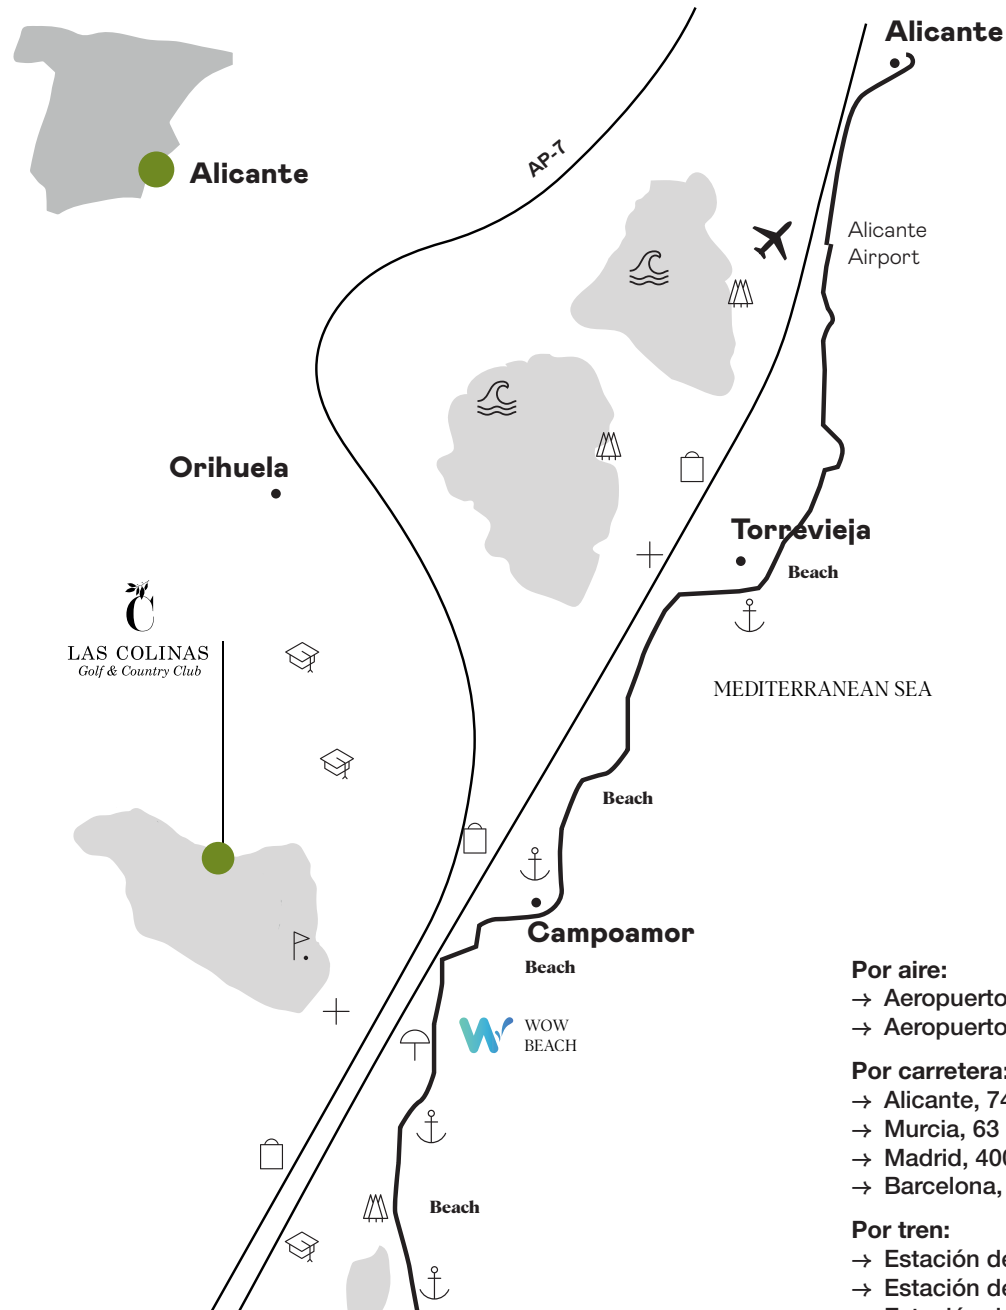 Alicante
Alicante
AP-7
Alicante
Airport
Orihuela
Torrevieja
Beach
C
LAS COLINAS
Golf & Country Club
MEDITERRANEAN SEA
Beach
Campoamor
Beach
Por aire:
→ Aeropuerto
→ Aeropuerto
W
WOW
BEACH
Por carretera:
→ Alicante, 74
→ Murcia, 63
→ Madrid, 400
→ Barcelona,
Beach
Por tren:
→ Estación de
→ Estación de